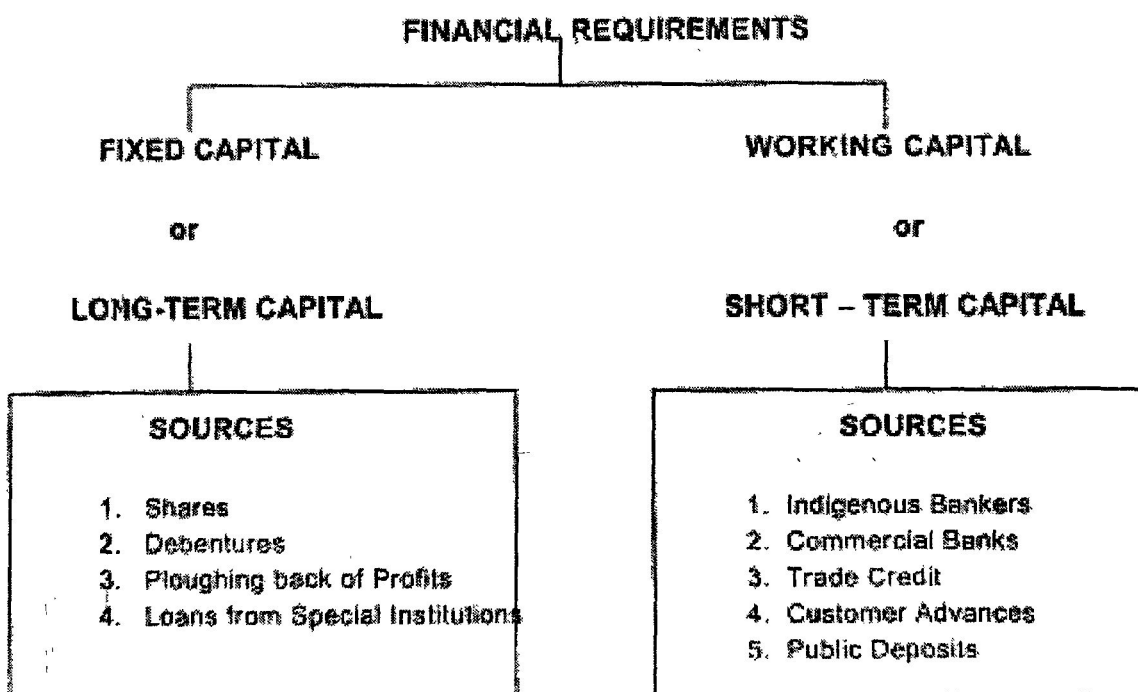 FINANCIAL REQUIREMENTS
FIXED CAPITAL
or
LONG-TERM CAPITAL
SOURCES
1. Shares
2. Debentures
3. Ploughing back of Profits
4. Loans from Special Institutions
WORKING CAPITAL
or
SHORT – TERM CAPITAL
SOURCES
1. Indigenous Bankers
2. Commercial Banks
3. Trade Credit
4. Customer Advances
5. Public Deposits